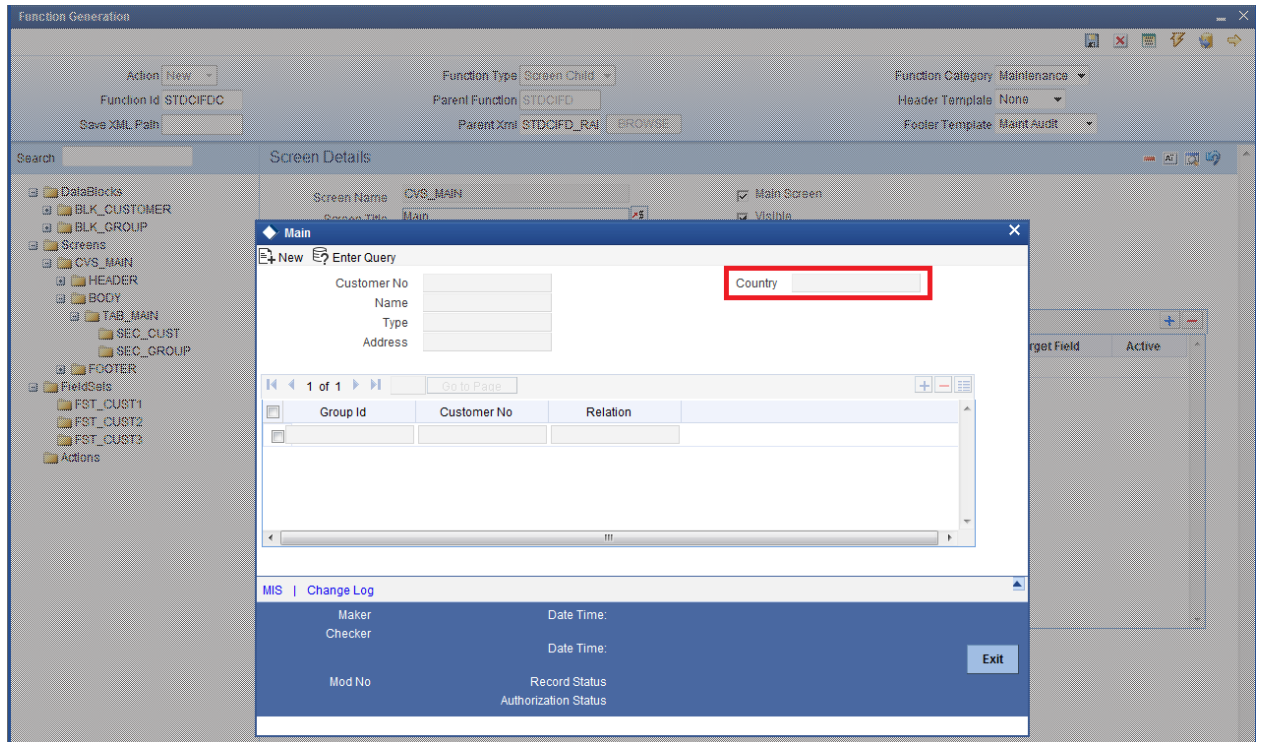 Function Generation
Action New Function Type Screen Child Function Category Maintenance
Function Id STDCIFDC Parent Function STDCIFD Header Template None
Save XML Path Parent Xml STDCIFD_RAI BROWSE Footer Template Maint Audit
Search Screen Details
DataBlocks
BLK_CUSTOMER
BLK_GROUP
Screens
CVS_MAIN
HEADER
BODY
TAB_MAIN
SEC_CUST
SEC_GROUP
FOOTER
FieldSets
FST_CUST1
FST_CUST2
FST_CUST3
Actions
Screen Name CVS_MAIN Main Screen
Screen Title Main Visible
rget Field Active
Main
New Enter Query
Customer No Country
Name
Type
Address
1 of 1 Go to Page
Group Id Customer No Relation
MIS | Change Log
Maker Date Time:
Checker
Date Time:
Exit
Mod No Record Status
Authorization Status